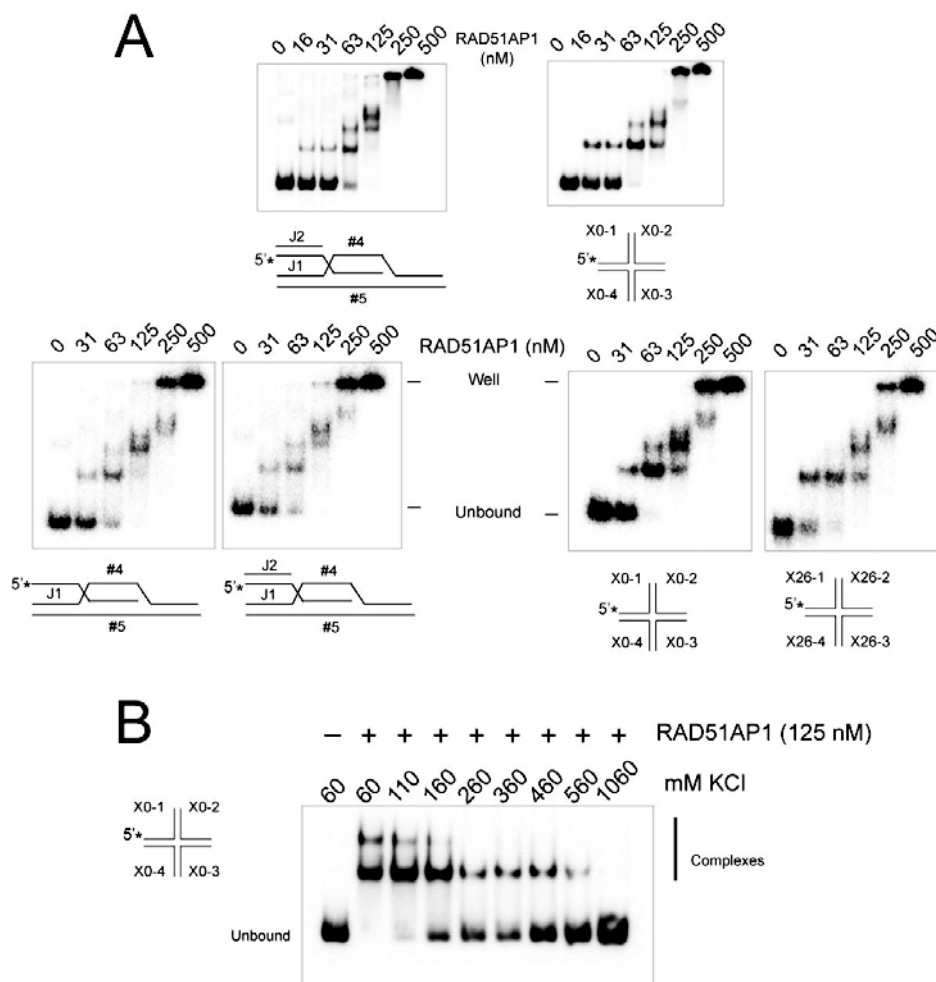 A
0 16 31 63 125 250 500
RAD51AP1
(nM)
0 16 31 63 125 250 500
J2
#4
5'*
J1
#5
X0-1 X0-2
5'*
X0-4 X0-3
0 31 63 125 250 500
0 31 63 125 250 500
RAD51AP1 (nM)
0 31 63 125 250 500
0 31 63 125 250 500
Well
Unbound
#4
5'*
J1
#5
J2
#4
5'*
J1
#5
X0-1 X0-2
5'*
X0-4 X0-3
X26-1 X26-2
5'*
X26-4 X26-3
B
– + + + + + + + + RAD51AP1 (125 nM)
60 60 110 160 260 360 460 560 1060 mM KCl
X0-1 X0-2
5'*
X0-4 X0-3
Complexes
Unbound